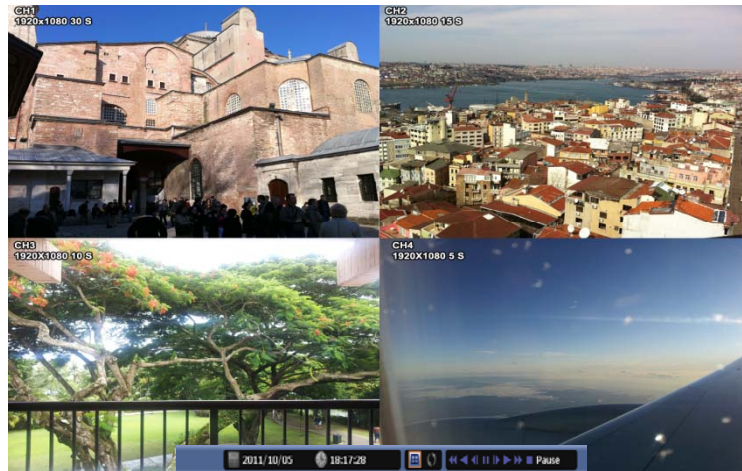 CH1
1920x1080 30 S
CH2
1920x1080 15 S
CH3
1920X1080 10 S
CH4
1920X1080 5 S
2011/10/05 18:17:28 Pause